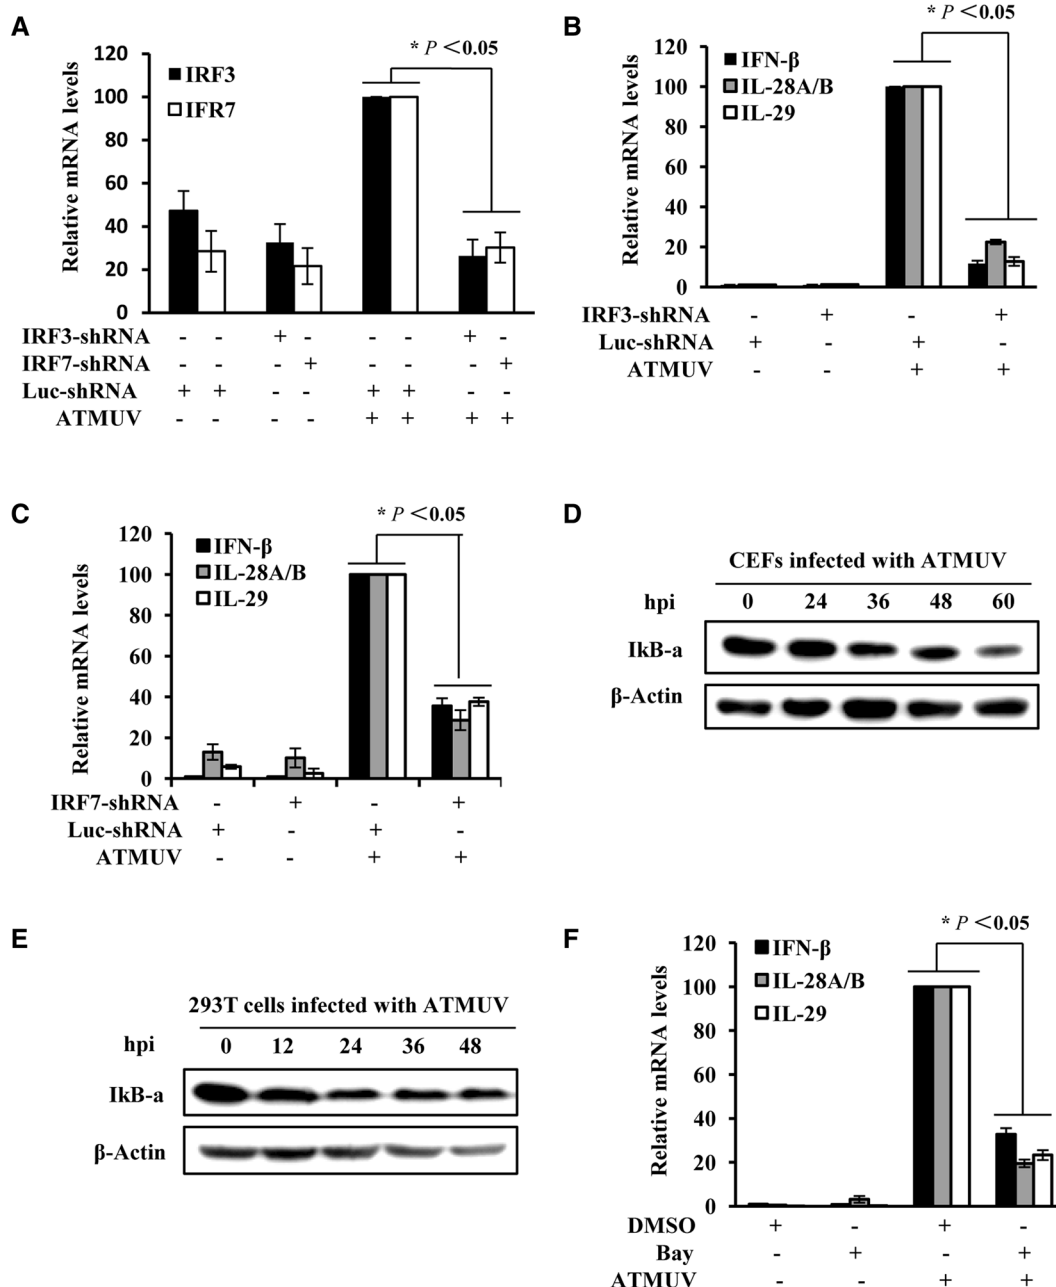 A
* P <0.05
Relative mRNA levels
120
100
80
60
40
20
0
IRF3
IFR7
IRF3-shRNA - - + - - - + -
IRF7-shRNA - - - + - - - +
Luc-shRNA + + - - + + - -
ATMUV - - - - + + + +
B
* P <0.05
Relative mRNA levels
120
100
80
60
40
20
0
IFN-β
IL-28A/B
IL-29
IRF3-shRNA - + - +
Luc-shRNA + - + -
ATMUV - - + +
C
* P <0.05
Relative mRNA levels
120
100
80
60
40
20
0
IFN-β
IL-28A/B
IL-29
IRF7-shRNA - + - +
Luc-shRNA + - + -
ATMUV - - + +
D
CEFs infected with ATMUV
hpi 0 24 36 48 60
IkB-a
β-Actin
E
293T cells infected with ATMUV
hpi 0 12 24 36 48
IkB-a
β-Actin
F
* P <0.05
Relative mRNA levels
120
100
80
60
40
20
0
IFN-β
IL-28A/B
IL-29
DMSO + - + -
Bay - + - +
ATMUV - - + +